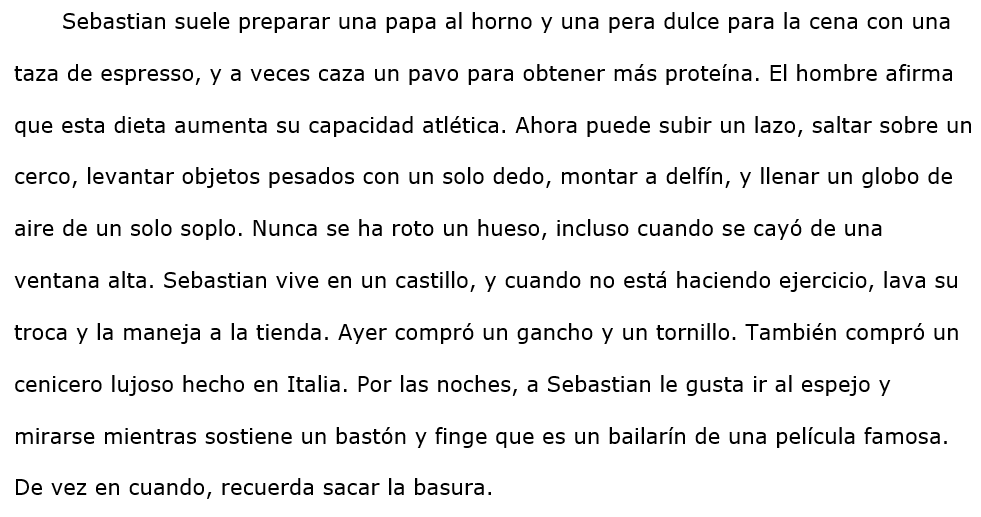 Sebastian suele preparar una papa al horno y una pera dulce para la cena con una
taza de espresso, y a veces caza un pavo para obtener más proteína. El hombre afirma
que esta dieta aumenta su capacidad atlética. Ahora puede subir un lazo, saltar sobre un
cerco, levantar objetos pesados con un solo dedo, montar a delfín, y llenar un globo de
aire de un solo soplo. Nunca se ha roto un hueso, incluso cuando se cayó de una
ventana alta. Sebastian vive en un castillo, y cuando no está haciendo ejercicio, lava su
troca y la maneja a la tienda. Ayer compró un gancho y un tornillo. También compró un
cenicero lujoso hecho en Italia. Por las noches, a Sebastian le gusta ir al espejo y
mirarse mientras sostiene un bastón y finge que es un bailarín de una película famosa.
De vez en cuando, recuerda sacar la basura.